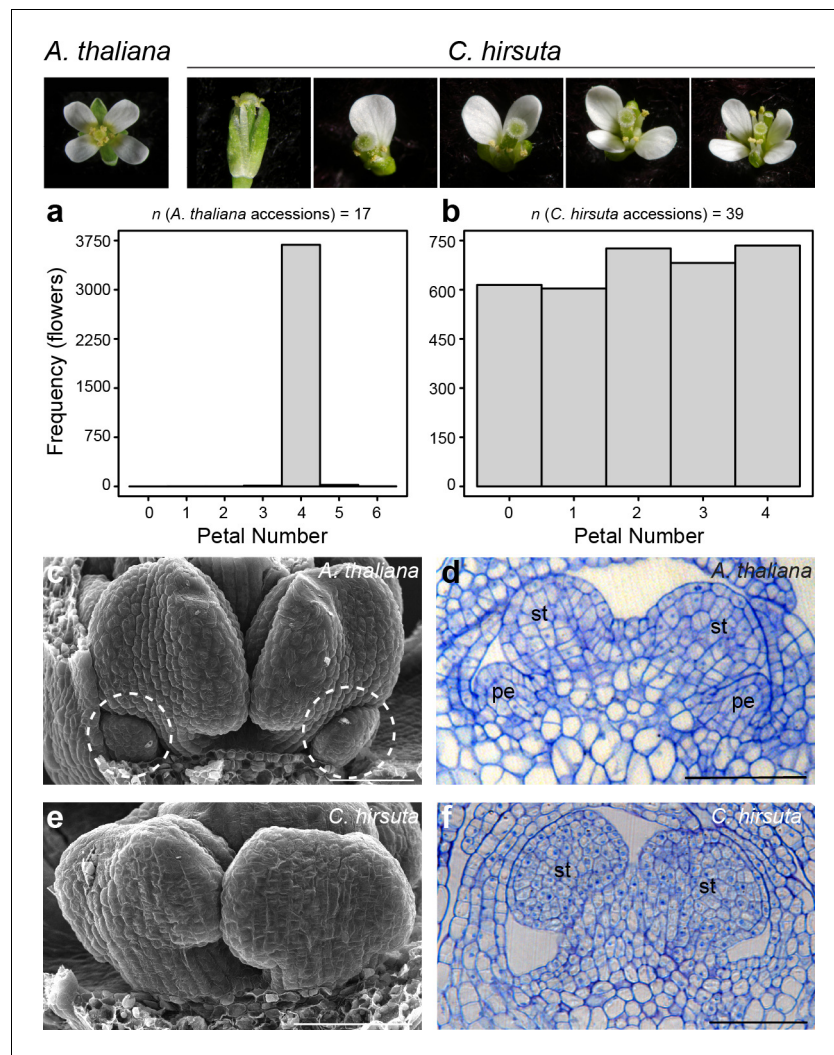 A. thaliana
C. hirsuta
a
n (A. thaliana accessions) = 17
3750
3000
2250
1500
750
0
Frequency (flowers)
0 1 2 3 4 5 6
Petal Number
b
n (C. hirsuta accessions) = 39
750
600
450
300
150
0
0 1 2 3 4
Petal Number
c
A. thaliana
d
A. thaliana
st
st
pe
pe
e
C. hirsuta
f
C. hirsuta
st
st